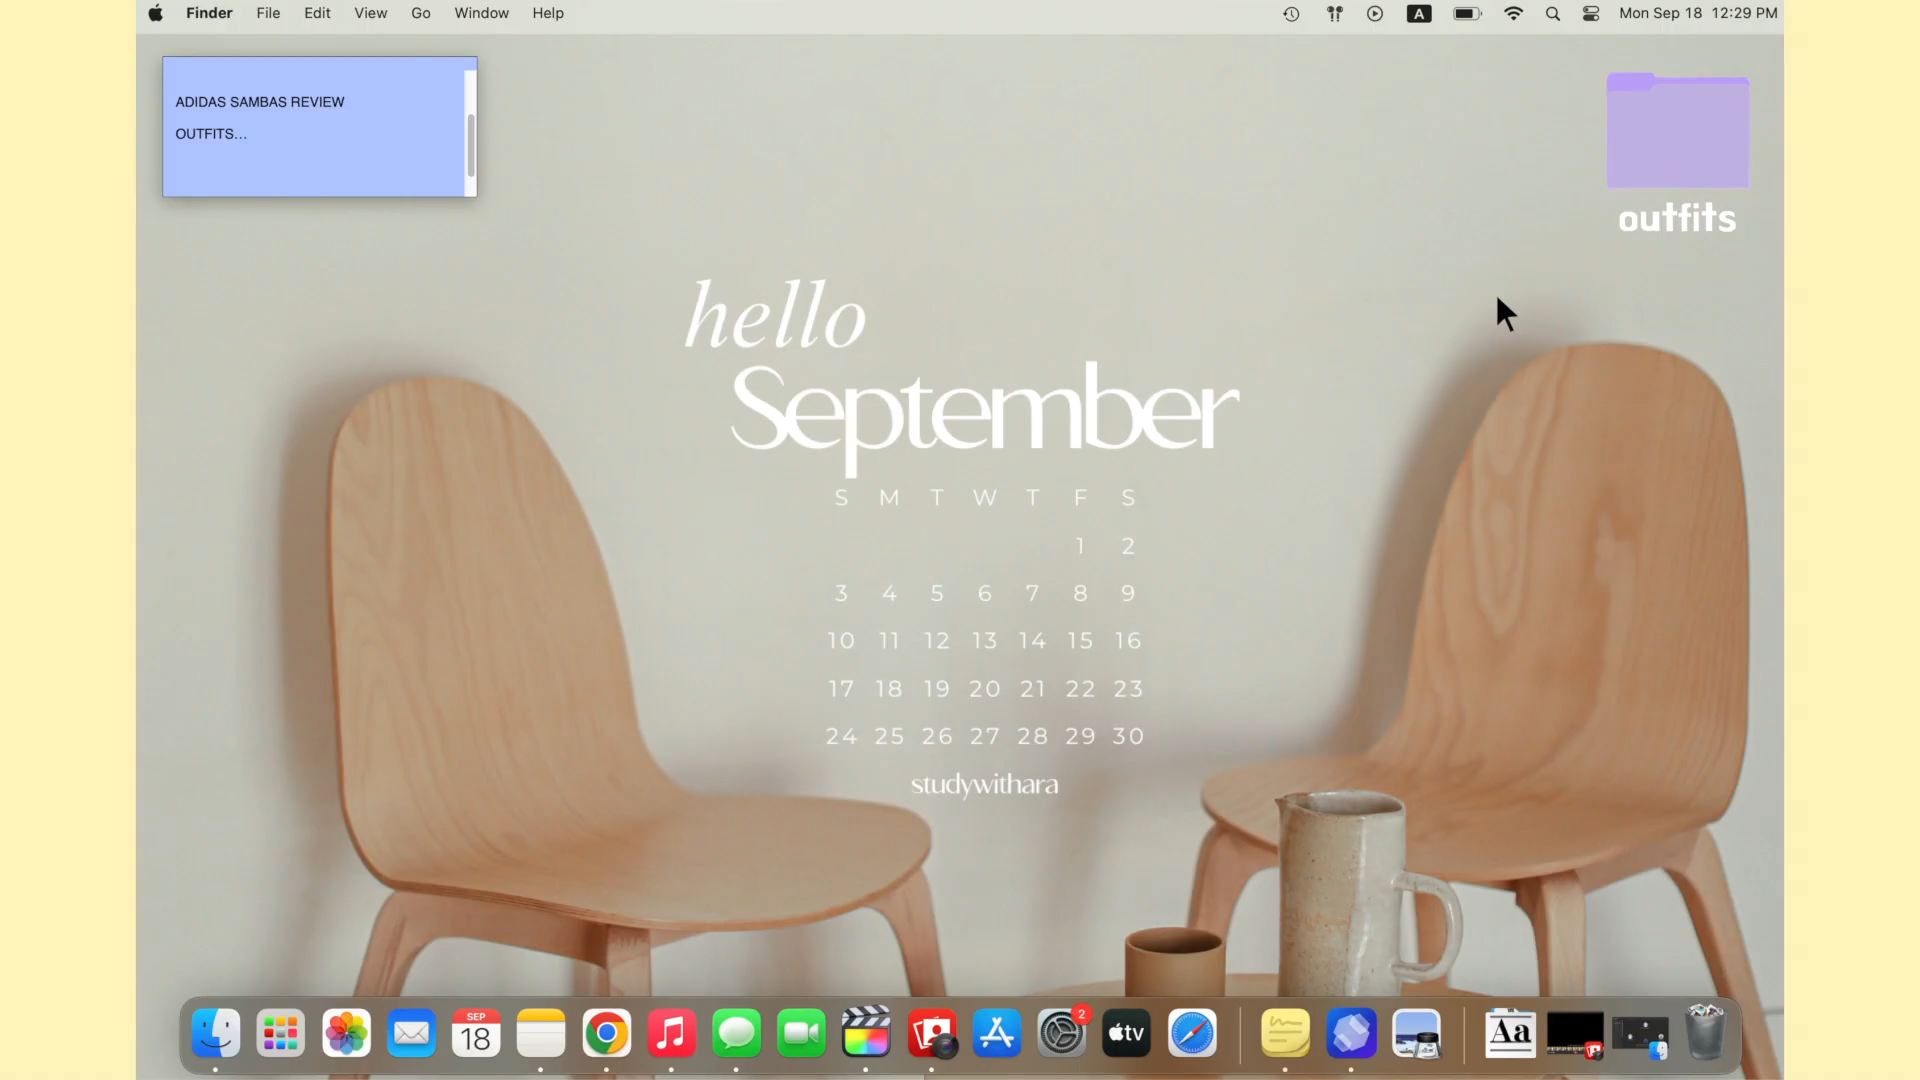 Finder File Edit View Go Window Help A Mon Sep 18 12:29 PM
ADIDAS SAMBAS REVIEW
OUTFITS...
outfits
hello
September
S M T W T F S
1 2
3 4 5 6 7 8 9
10 11 12 13 14 15 16
17 18 19 20 21 22 23
24 25 26 27 28 29 30
studywithara
SEP
18
2
tv
Aa